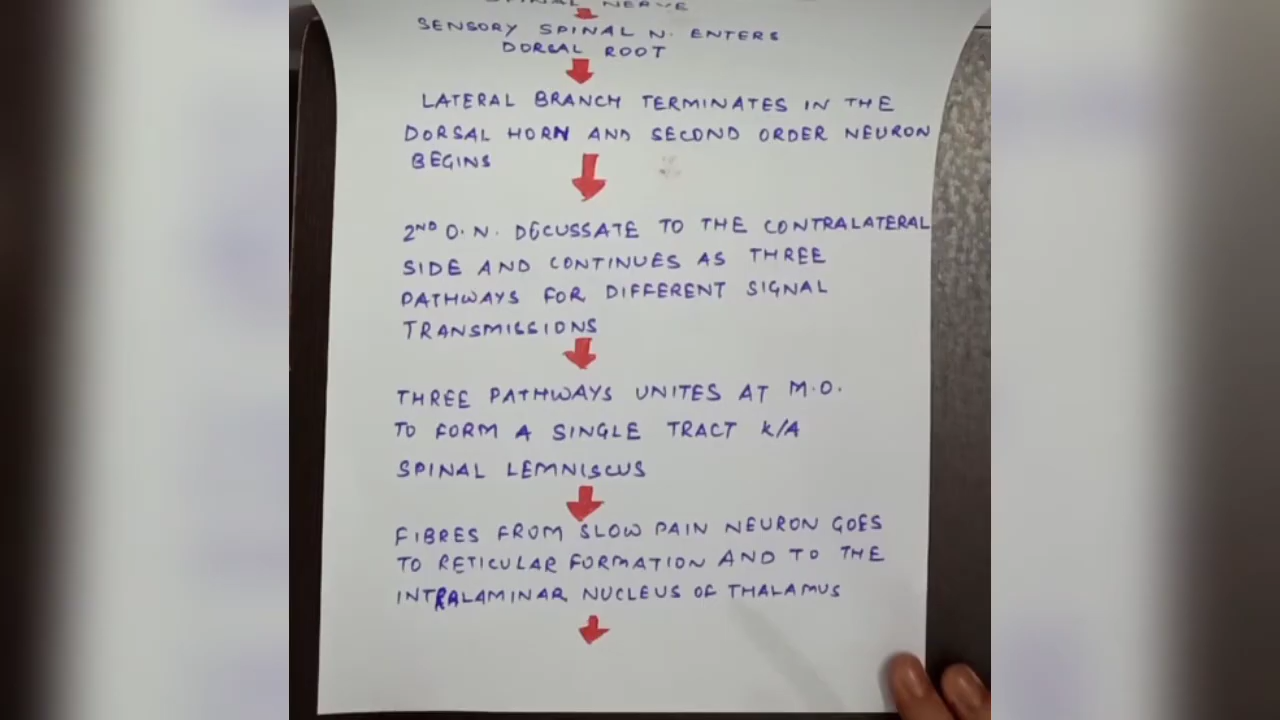 SPINAL NERVE
SENSORY SPINAL N. ENTERS
DORSAL ROOT
LATERAL BRANCH TERMINATES IN THE
DORSAL HORN AND SECOND ORDER NEURON
BEGINS
2ND O.N. DECUSSATE TO THE CONTRALATERAL
SIDE AND CONTINUES AS THREE
PATHWAYS FOR DIFFERENT SIGNAL
TRANSMISSIONS
THREE PATHWAYS UNITES AT M.O.
TO FORM A SINGLE TRACT K/A
SPINAL LEMNISCUS
FIBRES FROM SLOW PAIN NEURON GOES
TO RETICULAR FORMATION AND TO THE
INTRALAMINAR NUCLEUS OF THALAMUS